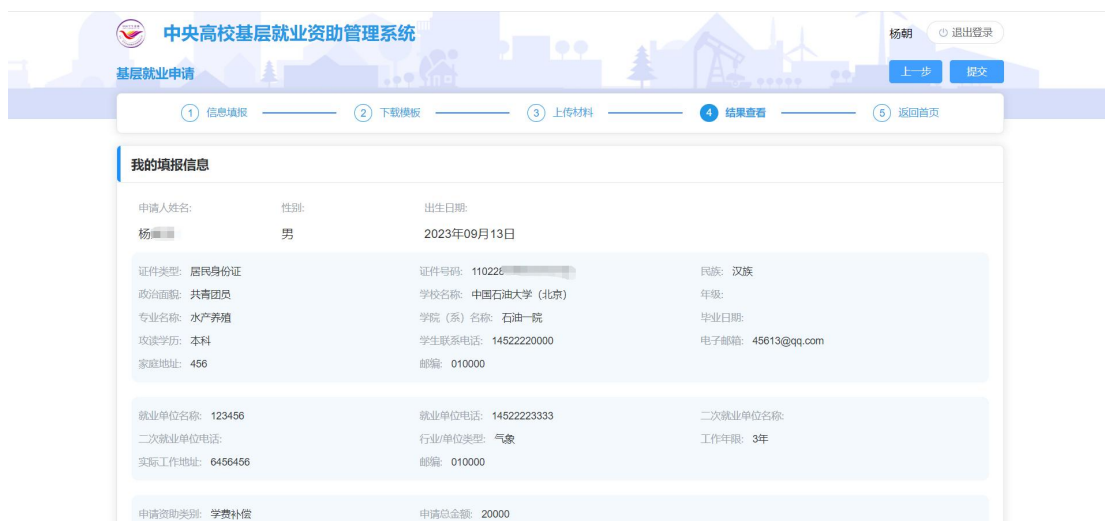 中央高校基层就业资助管理系统
杨朝 退出登录
基层就业申请
上一步 提交
1 信息填报 2 下载模板 3 上传材料 4 结果查看 5 返回首页
我的填报信息
申请人姓名: 性别: 出生日期:
杨 男 2023年09月13日
证件类型: 居民身份证 证件号码: 110228 民族: 汉族
政治面貌: 共青团员 学校名称: 中国石油大学(北京) 年级:
专业名称: 水产养殖 学院(系)名称: 石油一院 毕业日期:
攻读学历: 本科 学生联系电话: 14522220000 电子邮箱: 45613@qq.com
家庭地址: 456 邮编: 010000
就业单位名称: 123456 就业单位电话: 14522223333 二次就业单位名称:
二次就业单位电话: 行业/单位类型: 气象 工作年限: 3年
实际工作地址: 6456456 邮编: 010000
申请资助类别: 学费补偿 申请总金额: 20000